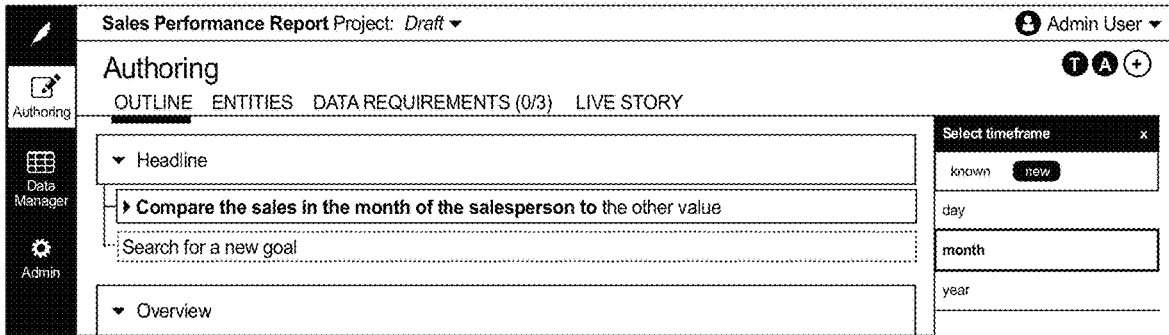 Sales Performance Report Project: Draft
Admin User
Authoring
T A +
OUTLINE ENTITIES DATA REQUIREMENTS (0/3) LIVE STORY
Authoring
Data
Manager
Admin
Headline
Compare the sales in the month of the salesperson to the other value
Search for a new goal
Overview
Select timeframe x
known new
day
month
year